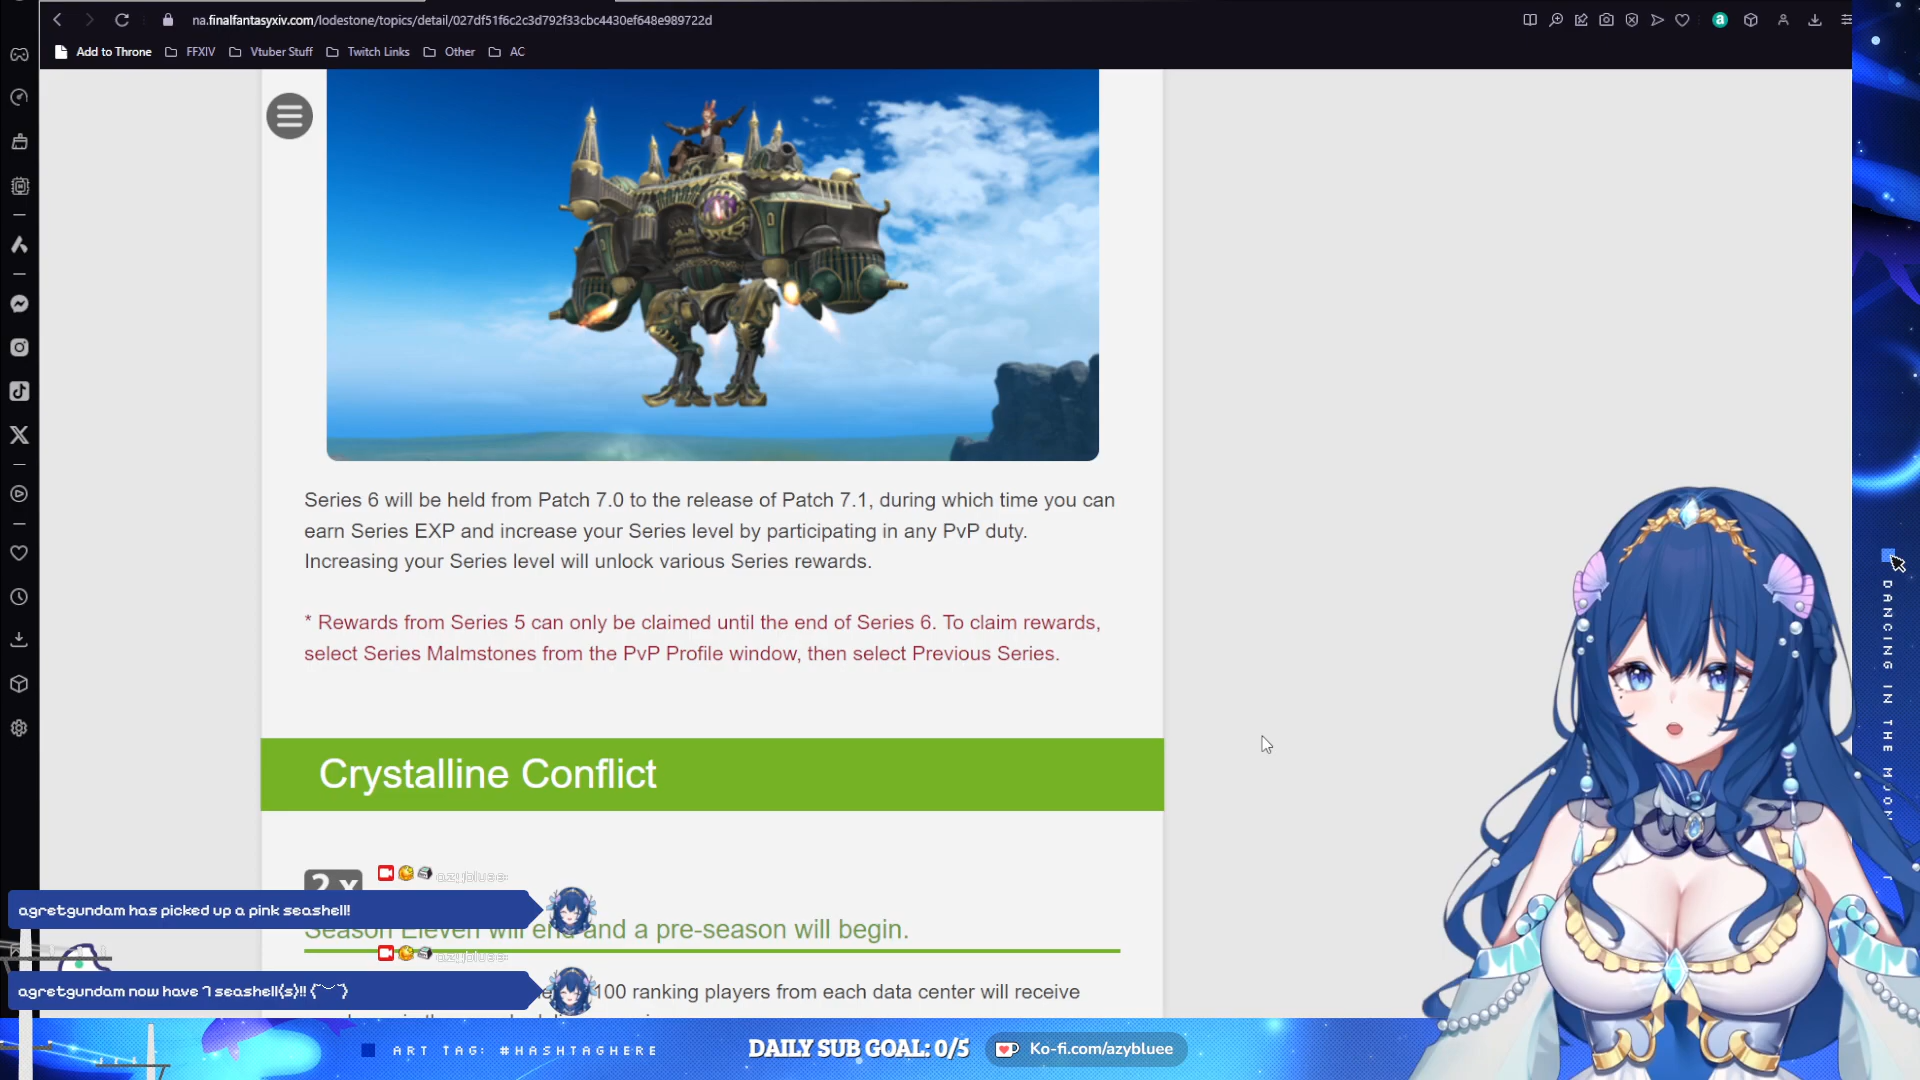 na.finalfantasyxiv.com/lodestone/topics/detail/027df51f6c2c3d792f33cbc4430ef648e989722d
Add to Throne FFXIV Vtuber Stuff Twitch Links Other AC
Series 6 will be held from Patch 7.0 to the release of Patch 7.1, during which time you can
earn Series EXP and increase your Series level by participating in any PvP duty.
Increasing your Series level will unlock various Series rewards.
* Rewards from Series 5 can only be claimed until the end of Series 6. To claim rewards,
select Series Malmstones from the PvP Profile window, then select Previous Series.
Crystalline Conflict
azybluee:
agretgundam has picked up a pink seashell!
Season Eleven will end and a pre-season will begin.
azybluee:
agretgundam now have 7 seashell(s)!!
100 ranking players from each data center will receive
ART TAG: #HASHTAGHERE
DAILY SUB GOAL: 0/5
Ko-fi.com/azybluee
DANCING IN THE MOON